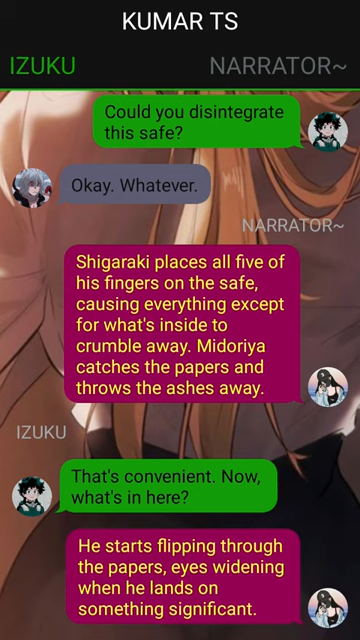 KUMAR TS
IZUKU
NARRATOR~
Could you disintegrate
this safe?
Okay. Whatever.
NARRATOR~
Shigaraki places all five of
his fingers on the safe,
causing everything except
for what's inside to
crumble away. Midoriya
catches the papers and
throws the ashes away.
IZUKU
That's convenient. Now,
what's in here?
He starts flipping through
the papers, eyes widening
when he lands on
something significant.